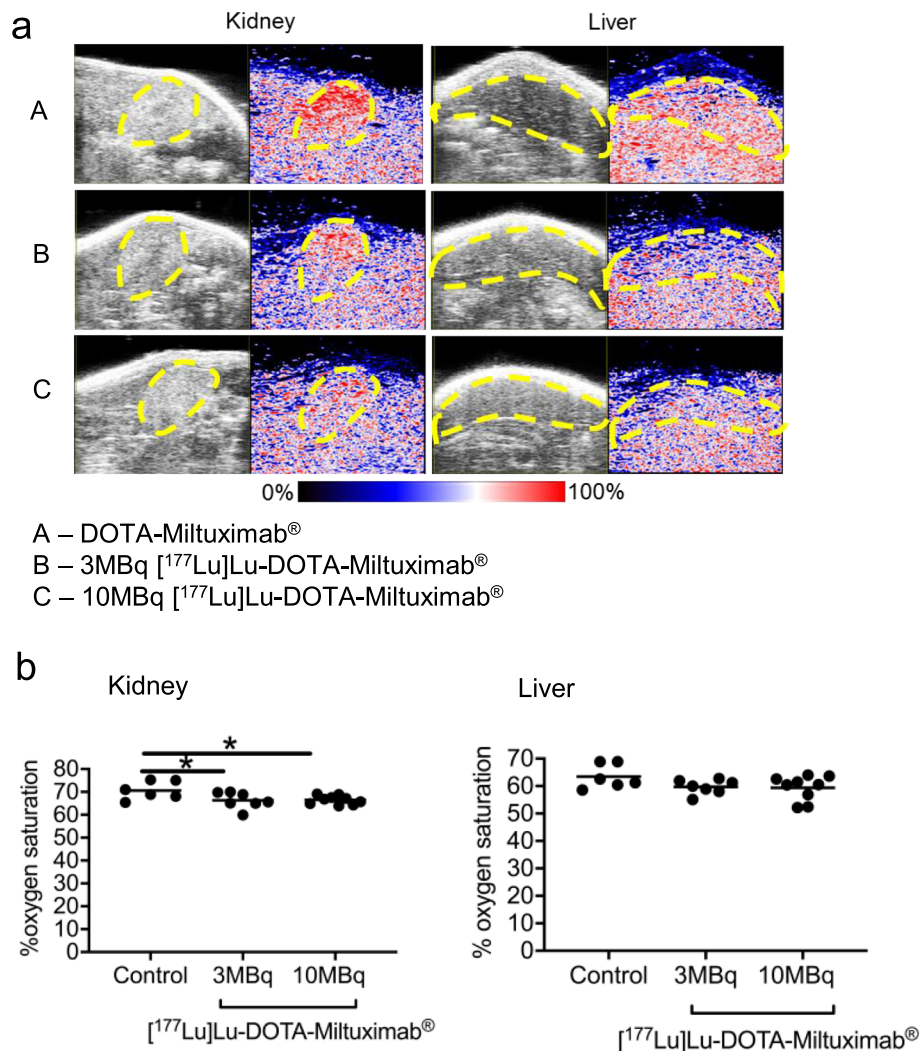 a
Kidney Liver
A
B
C
0% 100%
A – DOTA-Miltuximab®
B – 3MBq [¹⁷⁷Lu]Lu-DOTA-Miltuximab®
C – 10MBq [¹⁷⁷Lu]Lu-DOTA-Miltuximab®
b
Kidney
%oxygen saturation
80
70
60
50
40
30
20
10
0
* *
Control 3MBq 10MBq
[¹⁷⁷Lu]Lu-DOTA-Miltuximab®
Liver
% oxygen saturation
70
60
50
40
30
20
10
0
Control 3MBq 10MBq
[¹⁷⁷Lu]Lu-DOTA-Miltuximab®